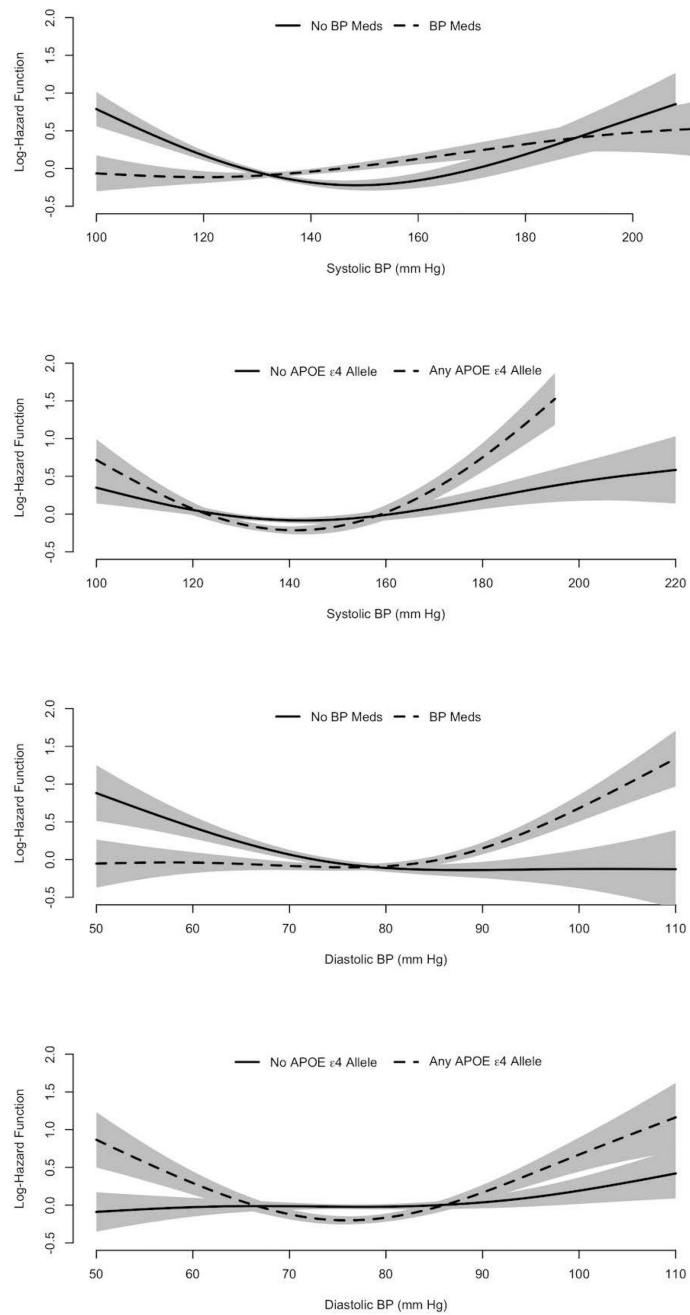 No BP Meds BP Meds
Log-Hazard Function
2.0
1.5
1.0
0.5
0.0
-0.5
100 120 140 160 180 200
Systolic BP (mm Hg)
No APOE ε4 Allele Any APOE ε4 Allele
Log-Hazard Function
2.0
1.5
1.0
0.5
0.0
-0.5
100 120 140 160 180 200 220
Systolic BP (mm Hg)
No BP Meds BP Meds
Log-Hazard Function
2.0
1.5
1.0
0.5
0.0
-0.5
50 60 70 80 90 100 110
Diastolic BP (mm Hg)
No APOE ε4 Allele Any APOE ε4 Allele
Log-Hazard Function
2.0
1.5
1.0
0.5
0.0
-0.5
50 60 70 80 90 100 110
Diastolic BP (mm Hg)